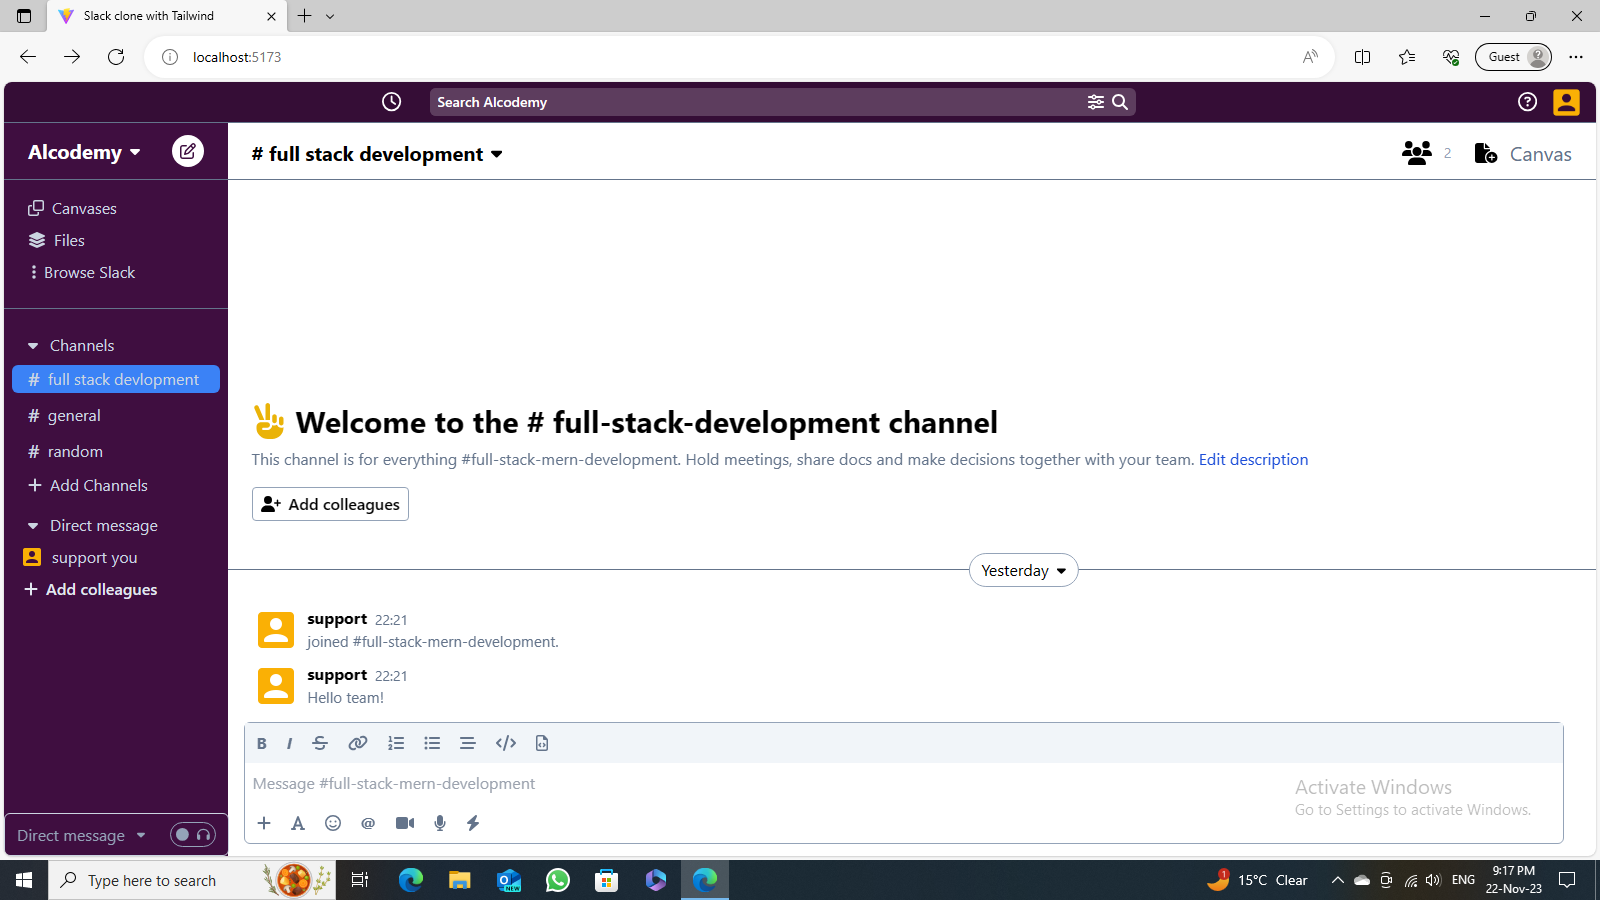 Slack clone with Tailwind
localhost:5173
Guest
Search Alcodemy
Alcodemy
# full stack development
2
Canvas
Canvases
Files
Browse Slack
Channels
# full stack devlopment
# general
# random
Add Channels
Direct message
support you
Add colleagues
Direct message
Welcome to the # full-stack-development channel
This channel is for everything #full-stack-mern-development. Hold meetings, share docs and make decisions together with your team. Edit description
Add colleagues
Yesterday
support 22:21
joined #full-stack-mern-development.
support 22:21
Hello team!
B I S
Message #full-stack-mern-development
Activate Windows
Go to Settings to activate Windows.
Type here to search
NEW
1
15°C Clear
ENG
9:17 PM
22-Nov-23